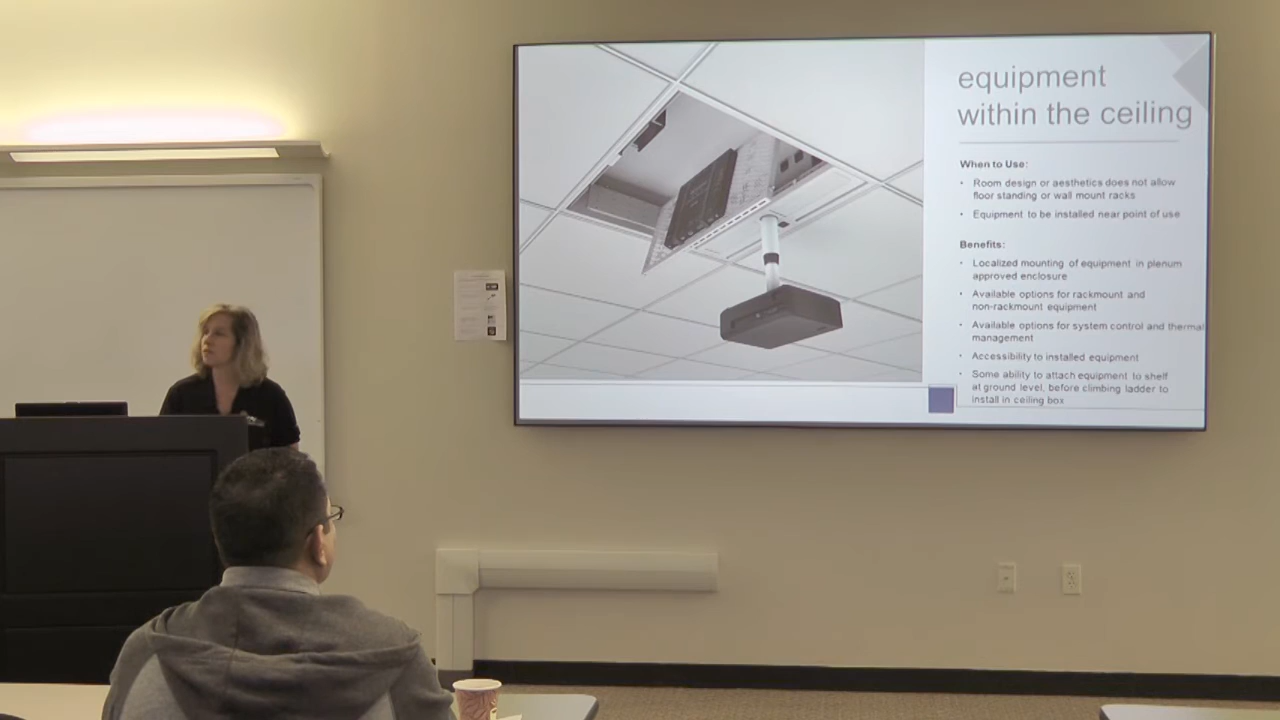 equipment
within the ceiling
When to Use:
• Room design or aesthetics does not allow
floor standing or wall mount racks
• Equipment to be installed near point of use
Benefits:
• Localized mounting of equipment in plenum
approved enclosure
• Available options for rackmount and
non-rackmount equipment
• Available options for system control and thermal
management
• Accessibility to installed equipment
• Some ability to attach equipment to shelf
at ground level, before climbing ladder to
install in ceiling box